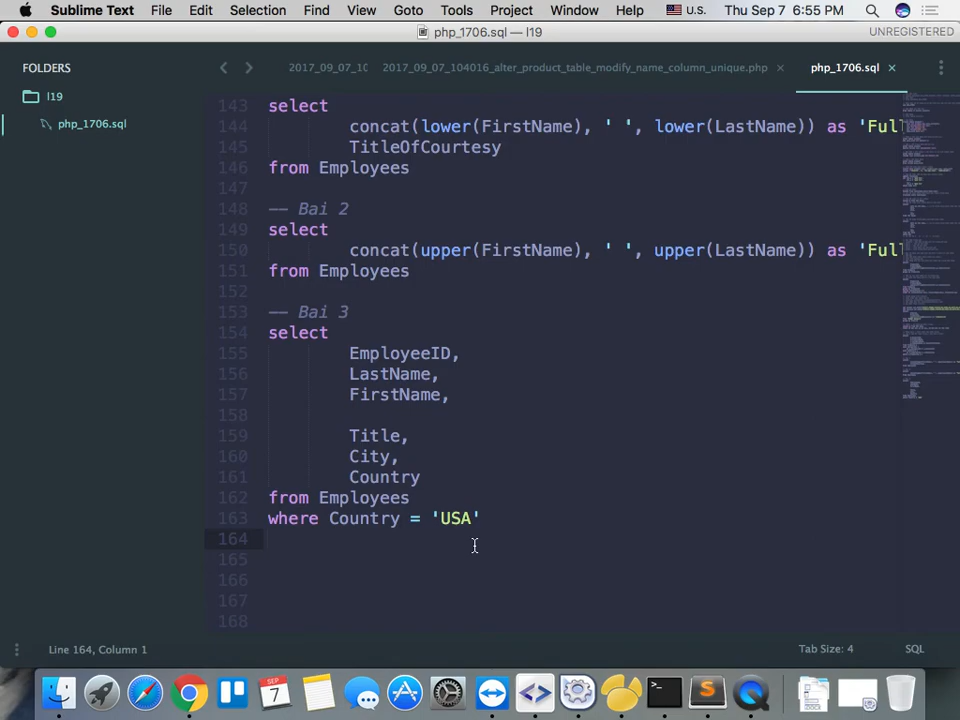 Sublime Text File Edit Selection Find View Goto Tools Project Window Help U.S. Thu Sep 7 6:55 PM
php_1706.sql — l19 UNREGISTERED
FOLDERS
l19
php_1706.sql
2017_09_07_10 2017_09_07_104016_alter_product_table_modify_name_column_unique.php × php_1706.sql ×
143 select
144 concat(lower(FirstName), ' ', lower(LastName)) as 'Ful
145 TitleOfCourtesy
146 from Employees
147
148 -- Bai 2
149 select
150 concat(upper(FirstName), ' ', upper(LastName)) as 'Ful
151 from Employees
152
153 -- Bai 3
154 select
155 EmployeeID,
156 LastName,
157 FirstName,
158
159 Title,
160 City,
161 Country
162 from Employees
163 where Country = 'USA'
164
165
166
167
168
Line 164, Column 1 Tab Size: 4 SQL
SEP
7